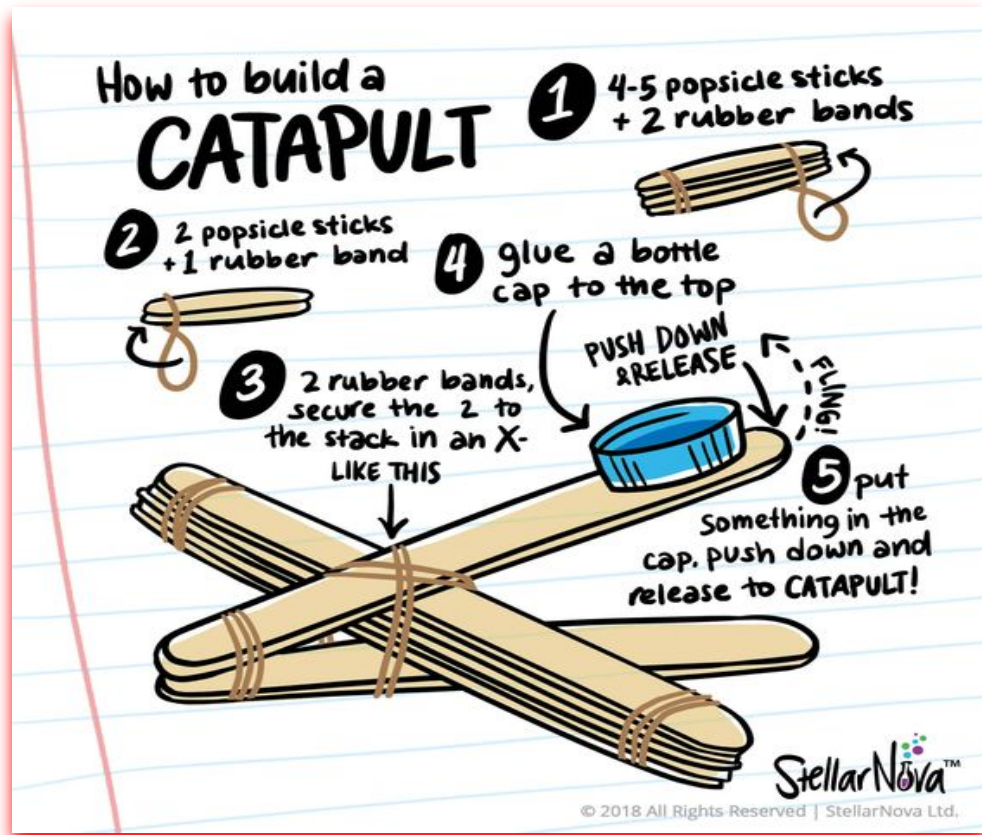 How to build a
CATAPULT
1 4-5 popsicle sticks
+ 2 rubber bands
2 2 popsicle sticks
+1 rubber band
3 2 rubber bands,
secure the 2 to
the stack in an X-
LIKE THIS
4 glue a bottle
cap to the top
PUSH DOWN
&RELEASE
FLING!
5 put
something in the
cap. push down and
release to CATAPULT!
StellarNova™
© 2018 All Rights Reserved | StellarNova Ltd.